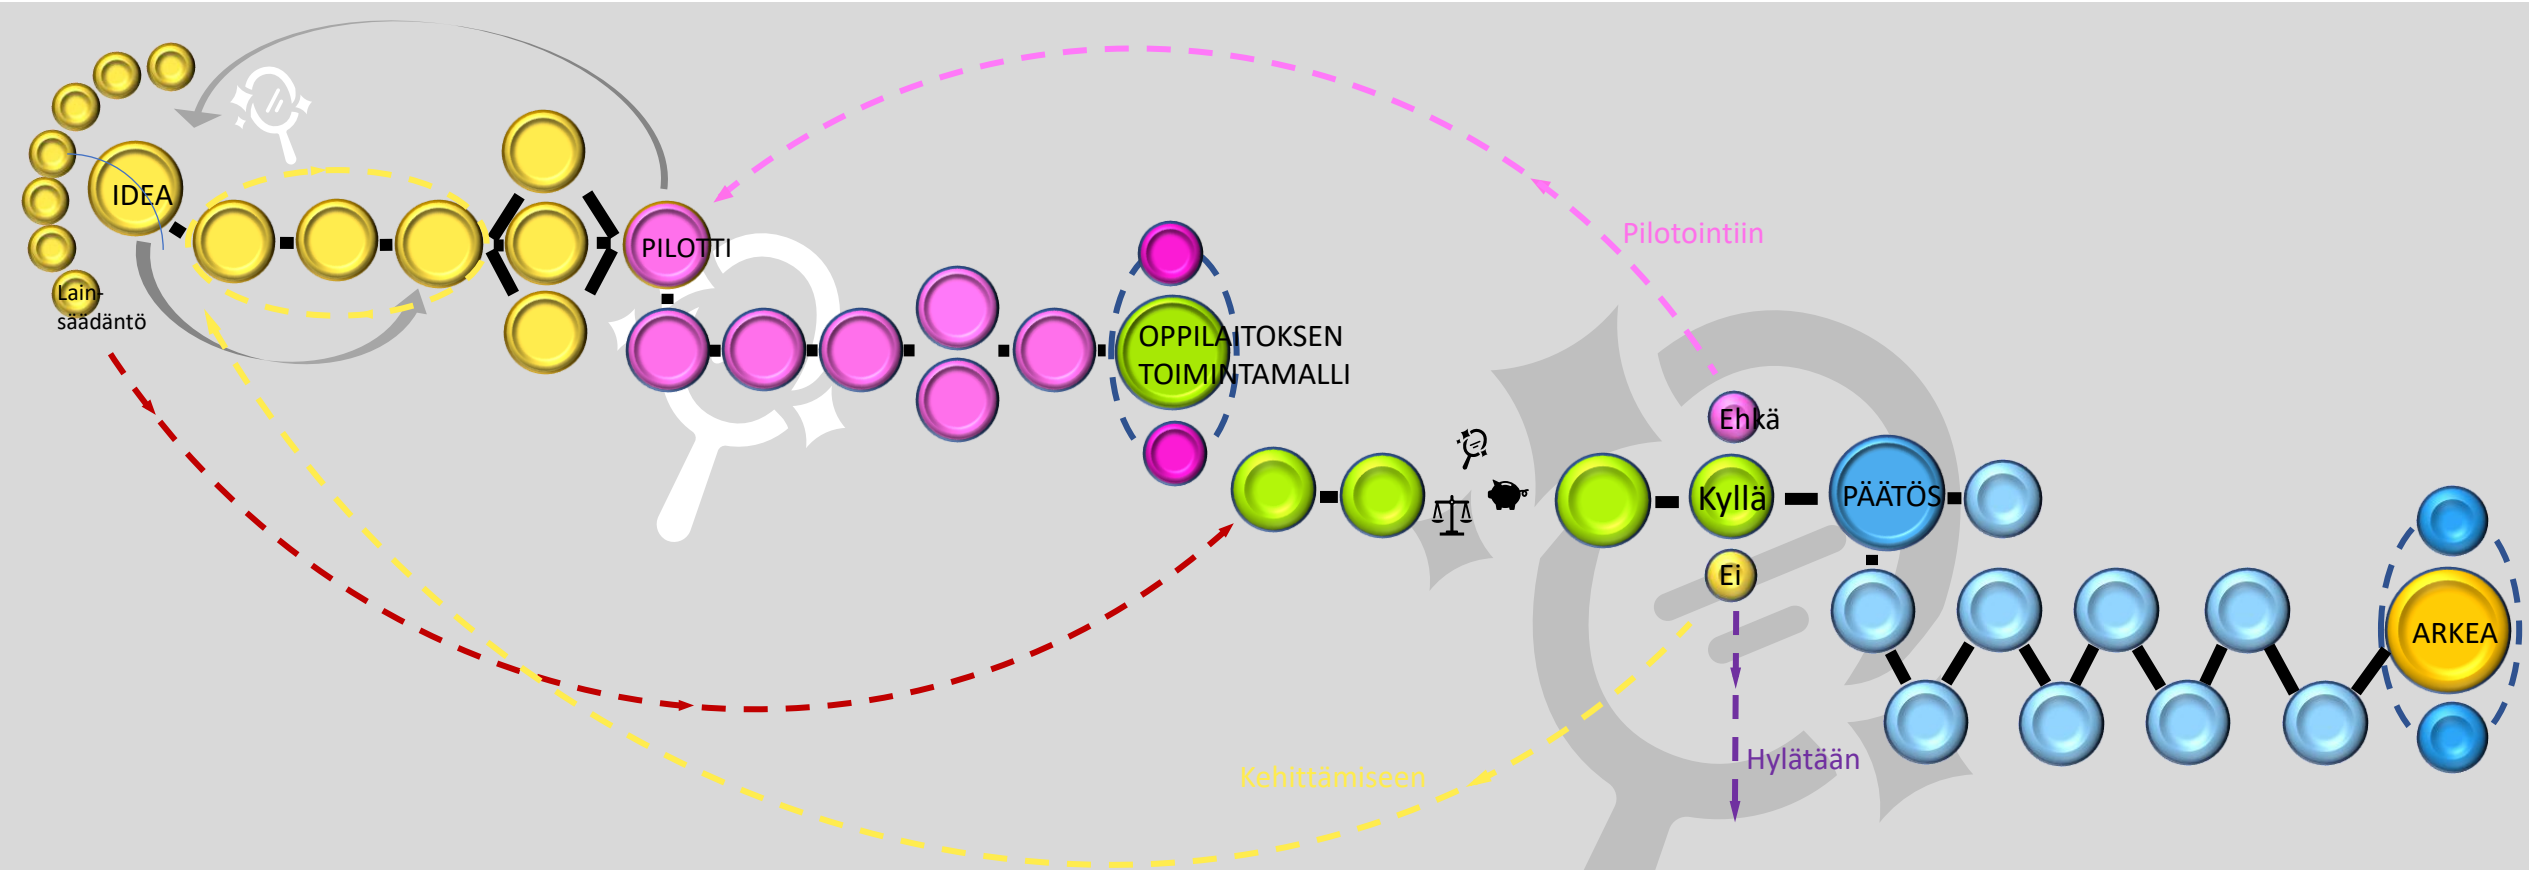 IDEA
Lain-
säädäntö
PILOTTI
OPPILAITOKSEN
TOIMINTAMALLI
Pilotointiin
Ehkä
Kyllä
Ei
PÄÄTÖS
Kehittämiseen
Hylätään
ARKEA